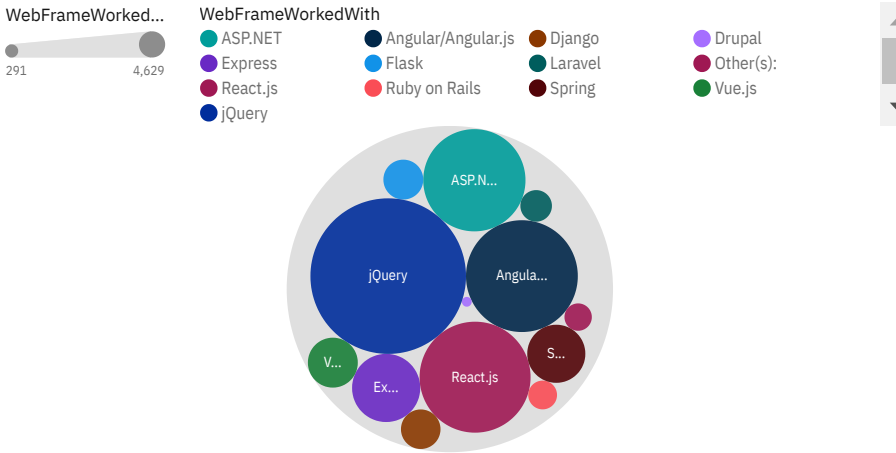 WebFrameWorked...
291 4,629
WebFrameWorkedWith
ASP.NET Angular/Angular.js Django Drupal
Express Flask Laravel Other(s):
React.js Ruby on Rails Spring Vue.js
jQuery
ASP.N...
jQuery
Angula...
V...
Ex...
React.js
S...